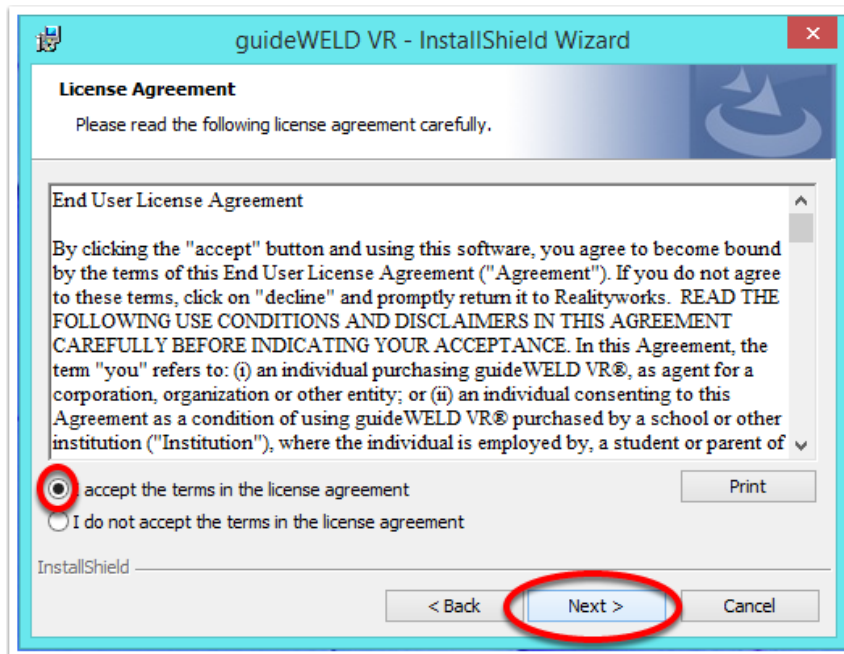 guideWELD VR - InstallShield Wizard
License Agreement
Please read the following license agreement carefully.
End User License Agreement
By clicking the "accept" button and using this software, you agree to become bound
by the terms of this End User License Agreement ("Agreement"). If you do not agree
to these terms, click on "decline" and promptly return it to Realityworks.  READ THE
FOLLOWING USE CONDITIONS AND DISCLAIMERS IN THIS AGREEMENT
CAREFULLY BEFORE INDICATING YOUR ACCEPTANCE. In this Agreement, the
term "you" refers to: (i) an individual purchasing guideWELD VR®, as agent for a
corporation, organization or other entity; or (ii) an individual consenting to this
Agreement as a condition of using guideWELD VR® purchased by a school or other
institution ("Institution"), where the individual is employed by, a student or parent of
I accept the terms in the license agreement
Print
I do not accept the terms in the license agreement
InstallShield
< Back
Next >
Cancel